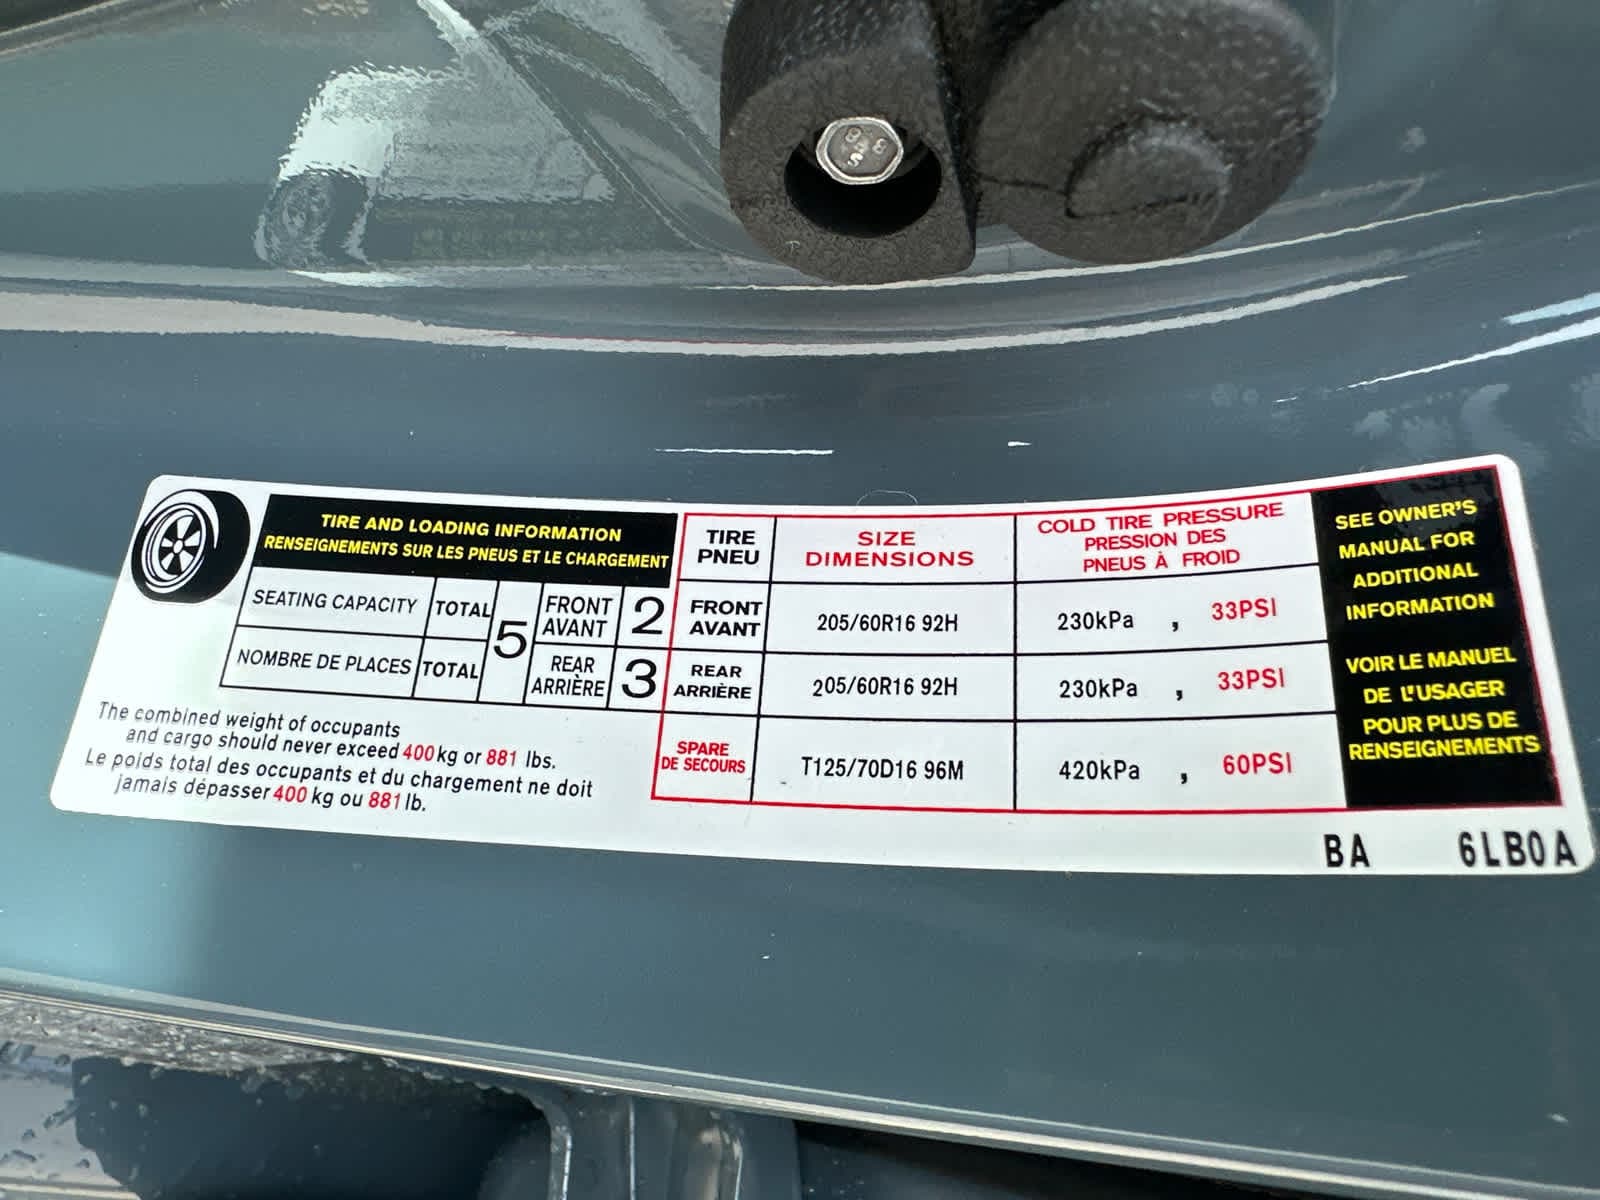 TIRE AND LOADING INFORMATION
RENSEIGNEMENTS SUR LES PNEUS ET LE CHARGEMENT
SEATING CAPACITY TOTAL 5 FRONT AVANT 2
NOMBRE DE PLACES TOTAL REAR ARRIÈRE 3
The combined weight of occupants
and cargo should never exceed 400 kg or 881 lbs.
Le poids total des occupants et du chargement ne doit
jamais dépasser 400 kg ou 881 lb.
TIRE PNEU SIZE DIMENSIONS COLD TIRE PRESSURE PRESSION DES PNEUS À FROID
FRONT AVANT 205/60R16 92H 230kPa , 33PSI
REAR ARRIÈRE 205/60R16 92H 230kPa , 33PSI
SPARE DE SECOURS T125/70D16 96M 420kPa , 60PSI
SEE OWNER'S
MANUAL FOR
ADDITIONAL
INFORMATION
VOIR LE MANUEL
DE L'USAGER
POUR PLUS DE
RENSEIGNEMENTS
BA 6LB0A